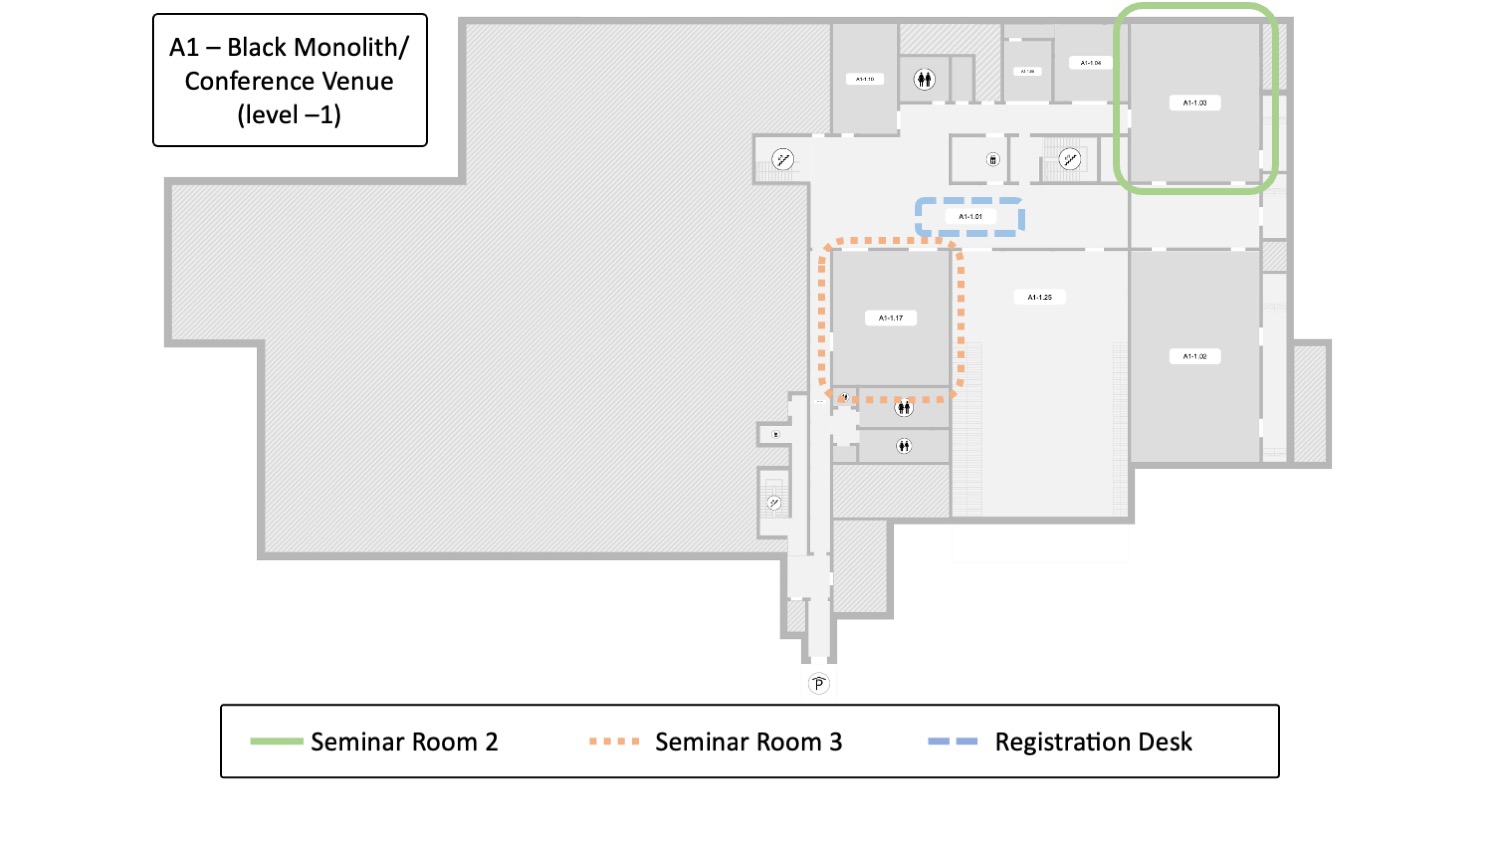 A1 – Black Monolith/
Conference Venue
(level –1)
A1-1.10
A1-1.04
A1-1.03
A1-1.01
A1-1.25
A1-1.17
A1-1.02
P
Seminar Room 2
Seminar Room 3
Registration Desk